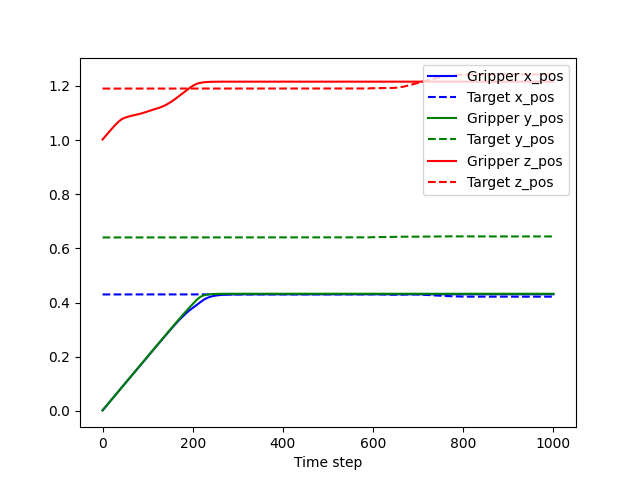 1.2
1.0
0.8
0.6
0.4
0.2
0.0
0 200 400 600 800 1000
Time step
Gripper x_pos
Target x_pos
Gripper y_pos
Target y_pos
Gripper z_pos
Target z_pos